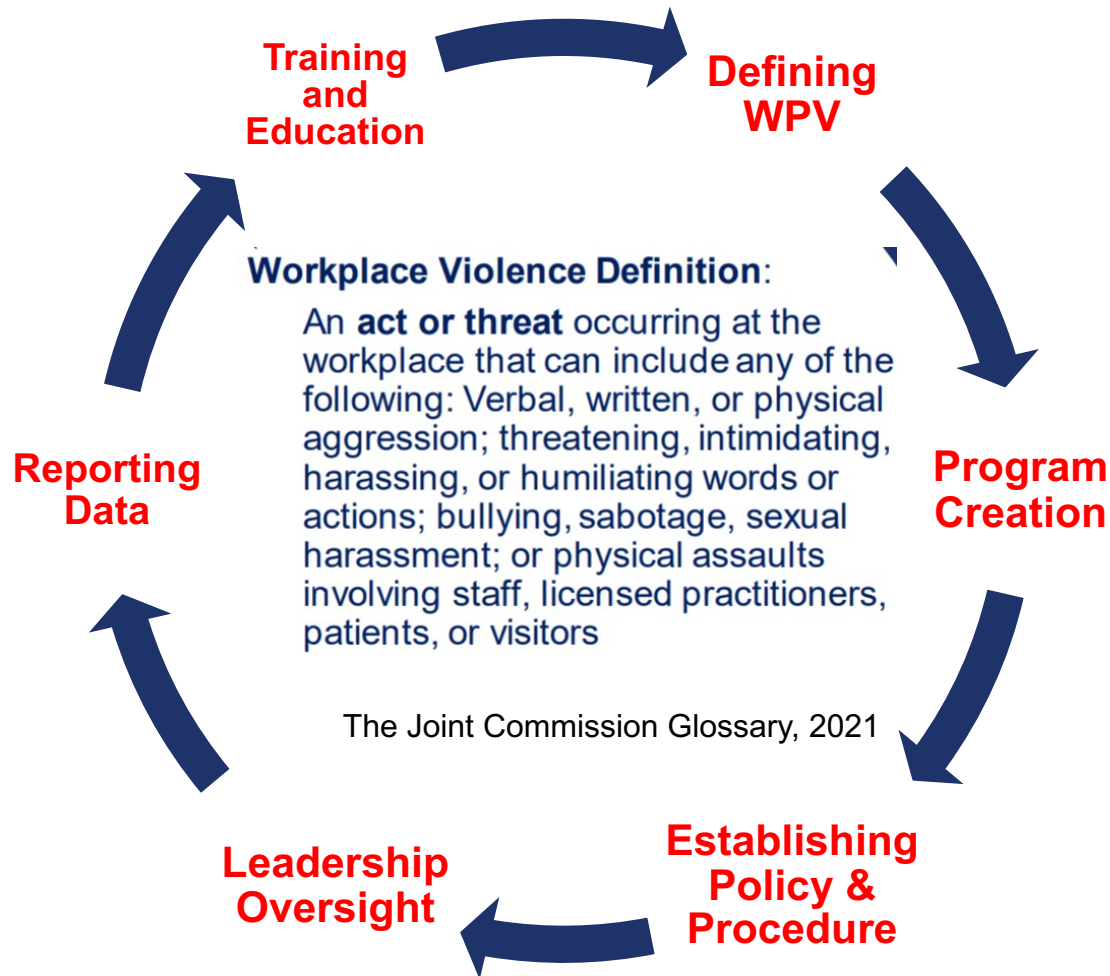 Training
and
Education
Defining
WPV
Workplace Violence Definition:
An act or threat occurring at the
workplace that can include any of the
following: Verbal, written, or physical
aggression; threatening, intimidating,
harassing, or humiliating words or
actions; bullying, sabotage, sexual
harassment; or physical assaults
involving staff, licensed practitioners,
patients, or visitors
The Joint Commission Glossary, 2021
Program
Creation
Establishing
Policy &
Procedure
Leadership
Oversight
Reporting
Data